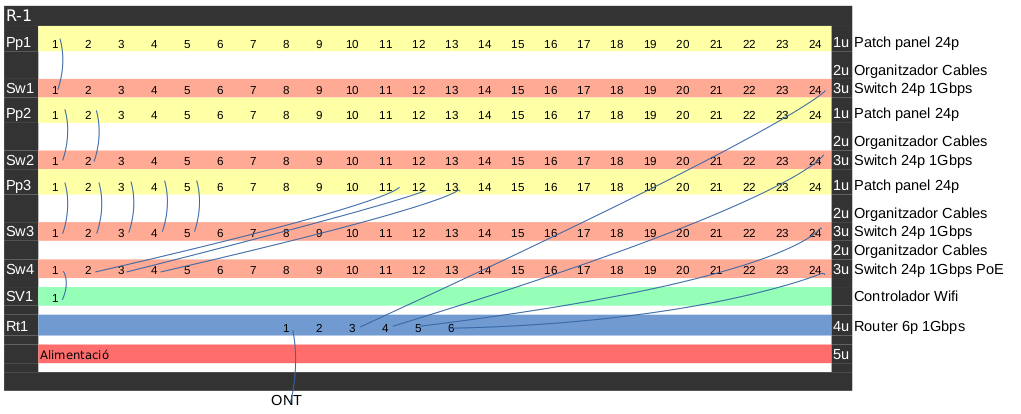 R-1
Pp1 1 2 3 4 5 6 7 8 9 10 11 12 13 14 15 16 17 18 19 20 21 22 23 24 1u Patch panel 24p
2u Organitzador Cables
Sw1 1 2 3 4 5 6 7 8 9 10 11 12 13 14 15 16 17 18 19 20 21 22 23 24 3u Switch 24p 1Gbps
Pp2 1 2 3 4 5 6 7 8 9 10 11 12 13 14 15 16 17 18 19 20 21 22 23 24 1u Patch panel 24p
2u Organitzador Cables
Sw2 1 2 3 4 5 6 7 8 9 10 11 12 13 14 15 16 17 18 19 20 21 22 23 24 3u Switch 24p 1Gbps
Pp3 1 2 3 4 5 6 7 8 9 10 11 12 13 14 15 16 17 18 19 20 21 22 23 24 1u Patch panel 24p
2u Organitzador Cables
Sw3 1 2 3 4 5 6 7 8 9 10 11 12 13 14 15 16 17 18 19 20 21 22 23 24 3u Switch 24p 1Gbps
2u Organitzador Cables
Sw4 1 2 3 4 5 6 7 8 9 10 11 12 13 14 15 16 17 18 19 20 21 22 23 24 3u Switch 24p 1Gbps PoE
SV1 1 Controlador Wifi
Rt1 1 2 3 4 5 6 4u Router 6p 1Gbps
Alimentació 5u
ONT